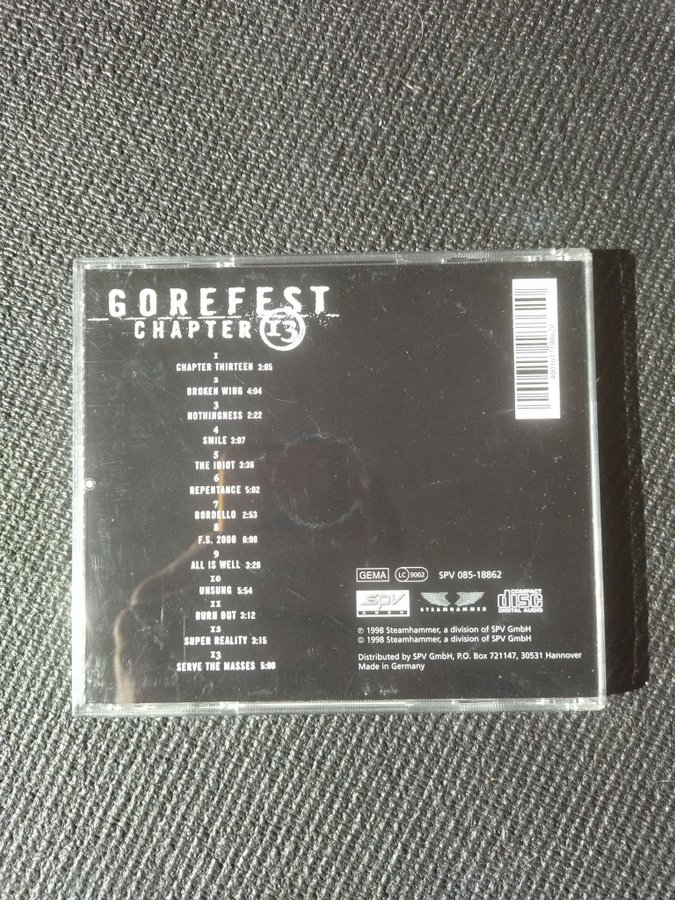 GOREFEST
CHAPTER 13
1
CHAPTER THIRTEEN 3:05
2
BROKEN WING 4:04
3
NOTHINGNESS 2:22
4
SMILE 3:07
5
THE IDIOT 3:36
6
REPENTANCE 5:02
7
BORDELLO 2:53
8
F.S. 2000 6:08
9
ALL IS WELL 3:28
10
UNSUNG 5:54
11
BURN OUT 3:12
12
SUPER REALITY 3:15
13
SERVE THE MASSES 5:00
GEMA LC 9002 SPV 085-18862
spv GMBH STEAMHAMMER COMPACT disc DIGITAL AUDIO
℗ 1998 Steamhammer, a division of SPV GmbH
© 1998 Steamhammer, a division of SPV GmbH
Distributed by SPV GmbH, P.O. Box 721147, 30531 Hannover
Made in Germany